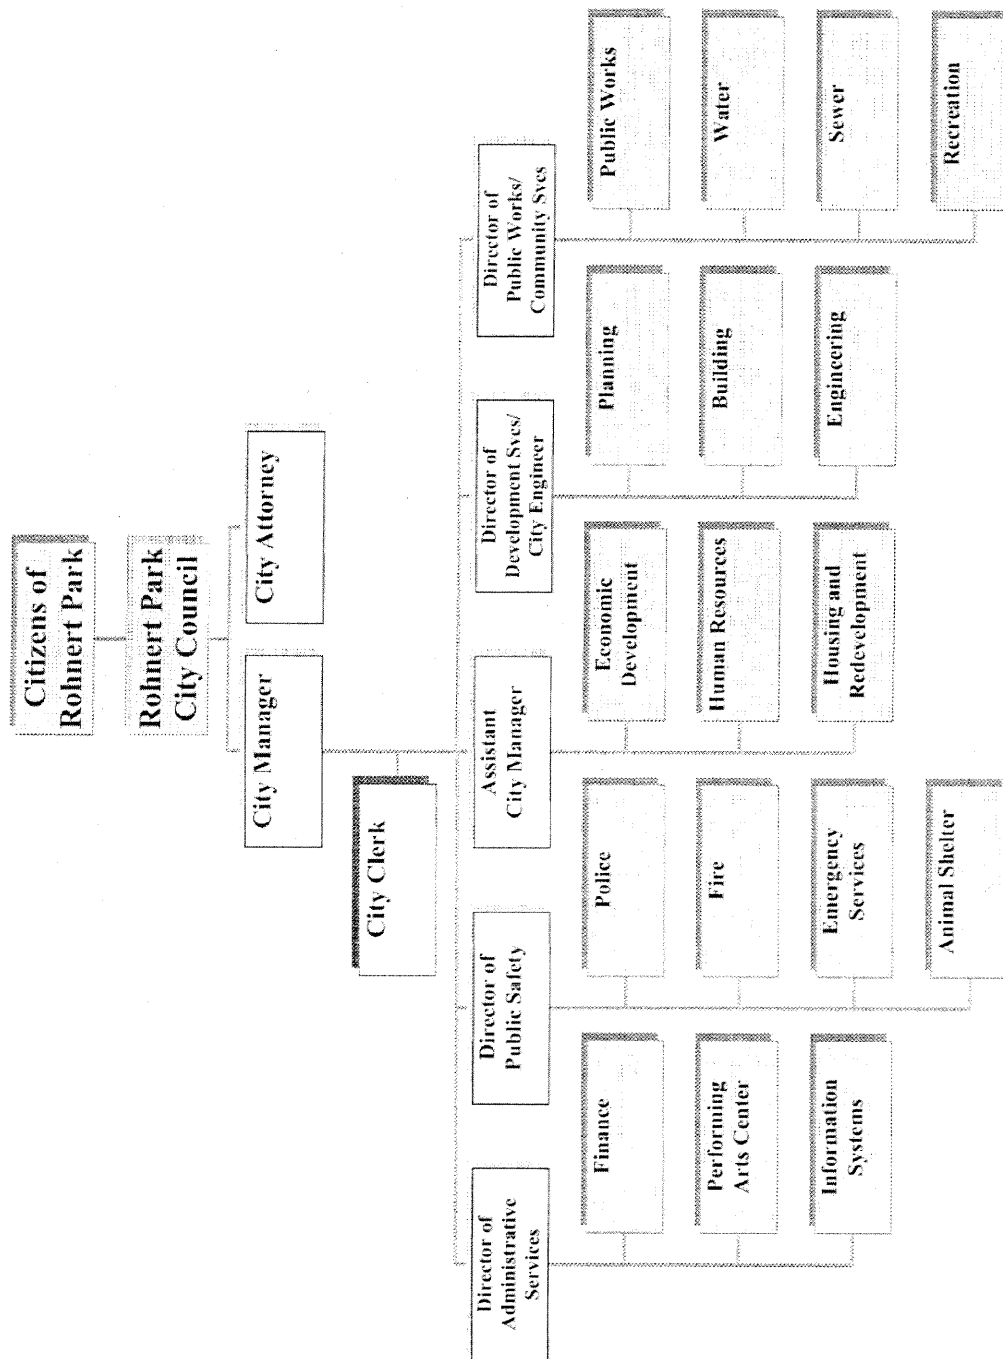 Citizens of
Rohnert Park
Rohnert Park
City Council
City Manager
City Attorney
City Clerk
Director of
Administrative
Services
Director of
Public Safety
Assistant
City Manager
Director of
Development Svcs/
City Engineer
Director of
Public Works/
Community Svcs
Finance
Performing
Arts Center
Information
Systems
Police
Fire
Emergency
Services
Animal Shelter
Economic
Development
Human Resources
Housing and
Redevelopment
Planning
Building
Engineering
Public Works
Water
Sewer
Recreation